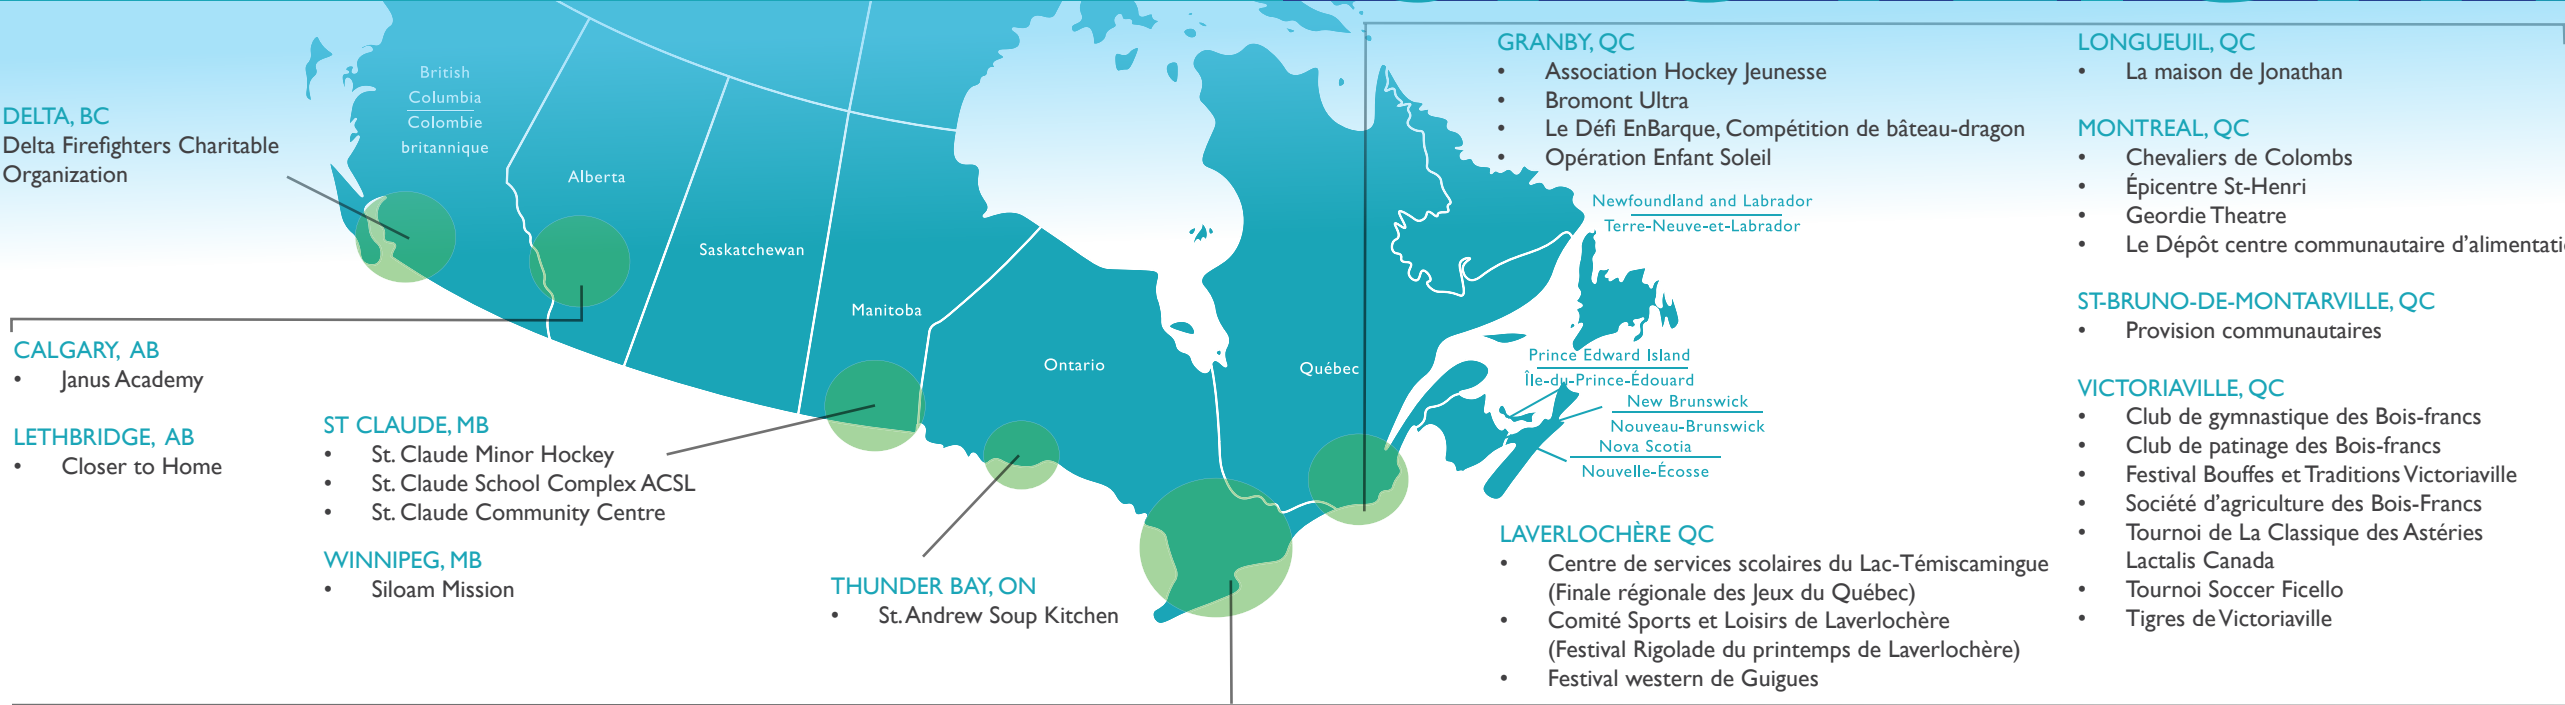 DELTA, BC
Delta Firefighters Charitable
Organization
CALGARY, AB
• Janus Academy
LETHBRIDGE, AB
• Closer to Home
British
Columbia
Colombie
britannique
Alberta
Saskatchewan
Manitoba
Ontario
Québec
Newfoundland and Labrador
Terre-Neuve-et-Labrador
Prince Edward Island
Île-du-Prince-Édouard
New Brunswick
Nouveau-Brunswick
Nova Scotia
Nouvelle-Écosse
ST CLAUDE, MB
• St. Claude Minor Hockey
• St. Claude School Complex ACSL
• St. Claude Community Centre
WINNIPEG, MB
• Siloam Mission
THUNDER BAY, ON
• St. Andrew Soup Kitchen
GRANBY, QC
• Association Hockey Jeunesse
• Bromont Ultra
• Le Défi EnBarque, Compétition de bâteau-dragon
• Opération Enfant Soleil
LAVERLOCHÈRE QC
• Centre de services scolaires du Lac-Témiscamingue
(Finale régionale des Jeux du Québec)
• Comité Sports et Loisirs de Laverlochère
(Festival Rigolade du printemps de Laverlochère)
• Festival western de Guigues
LONGUEUIL, QC
• La maison de Jonathan
MONTREAL, QC
• Chevaliers de Colombs
• Épicentre St-Henri
• Geordie Theatre
• Le Dépôt centre communautaire
ST-BRUNO-DE-MONTARVILLE, QC
• Provision communautaires
VICTORIAVILLE, QC
• Club de gymnastique des Bois-francs
• Club de patinage des Bois-francs
• Festival Bouffes et Traditions Victoriaville
• Société d'agriculture des Bois-Francs
• Tournoi de La Classique des Astéries
Lactalis Canada
• Tournoi Soccer Ficello
• Tigres de Victoriaville